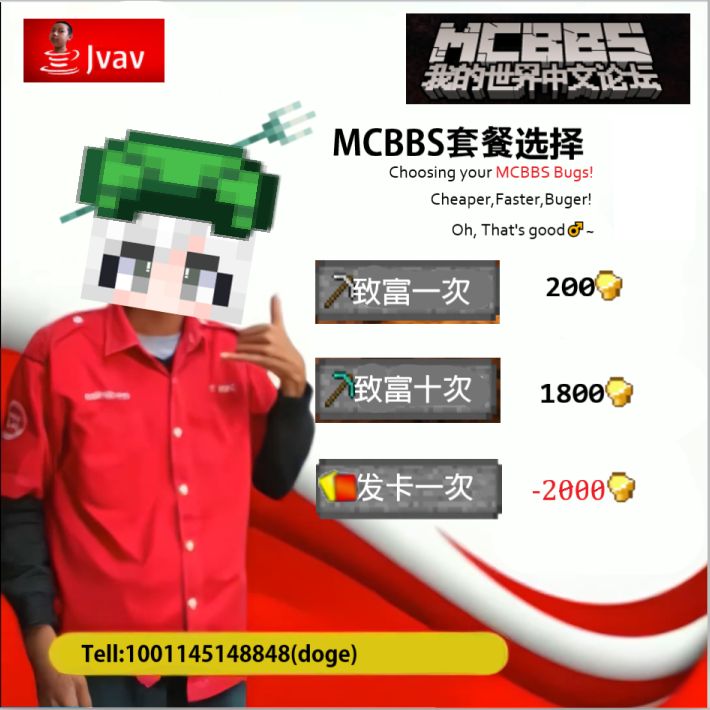 Jvav
MCBBS
我的世界中文论坛
MCBBS套餐选择
Choosing your MCBBS Bugs!
Cheaper,Faster,Buger!
Oh, That's good♂~
致富一次 200
致富十次 1800
发卡一次 -2000
Tell:1001145148848(doge)